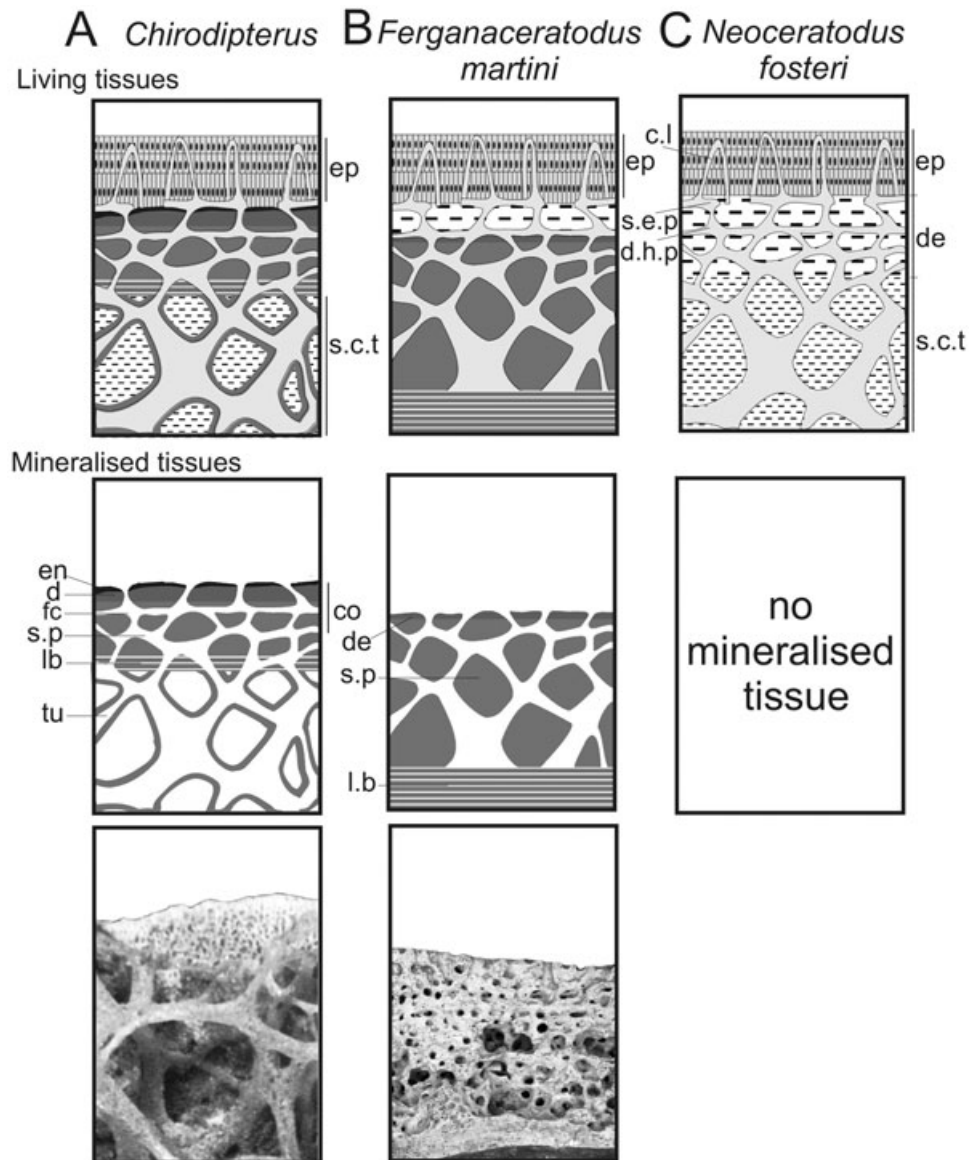 A Chirodipterus
B Ferganaceratodus
martini
C Neoceratodus
fosteri
Living tissues
ep
s.c.t
ep
c.l
s.e.p
d.h.p
ep
de
s.c.t
Mineralised tissues
en
d
fc
s.p
lb
tu
co
de
s.p
l.b
no
mineralised
tissue